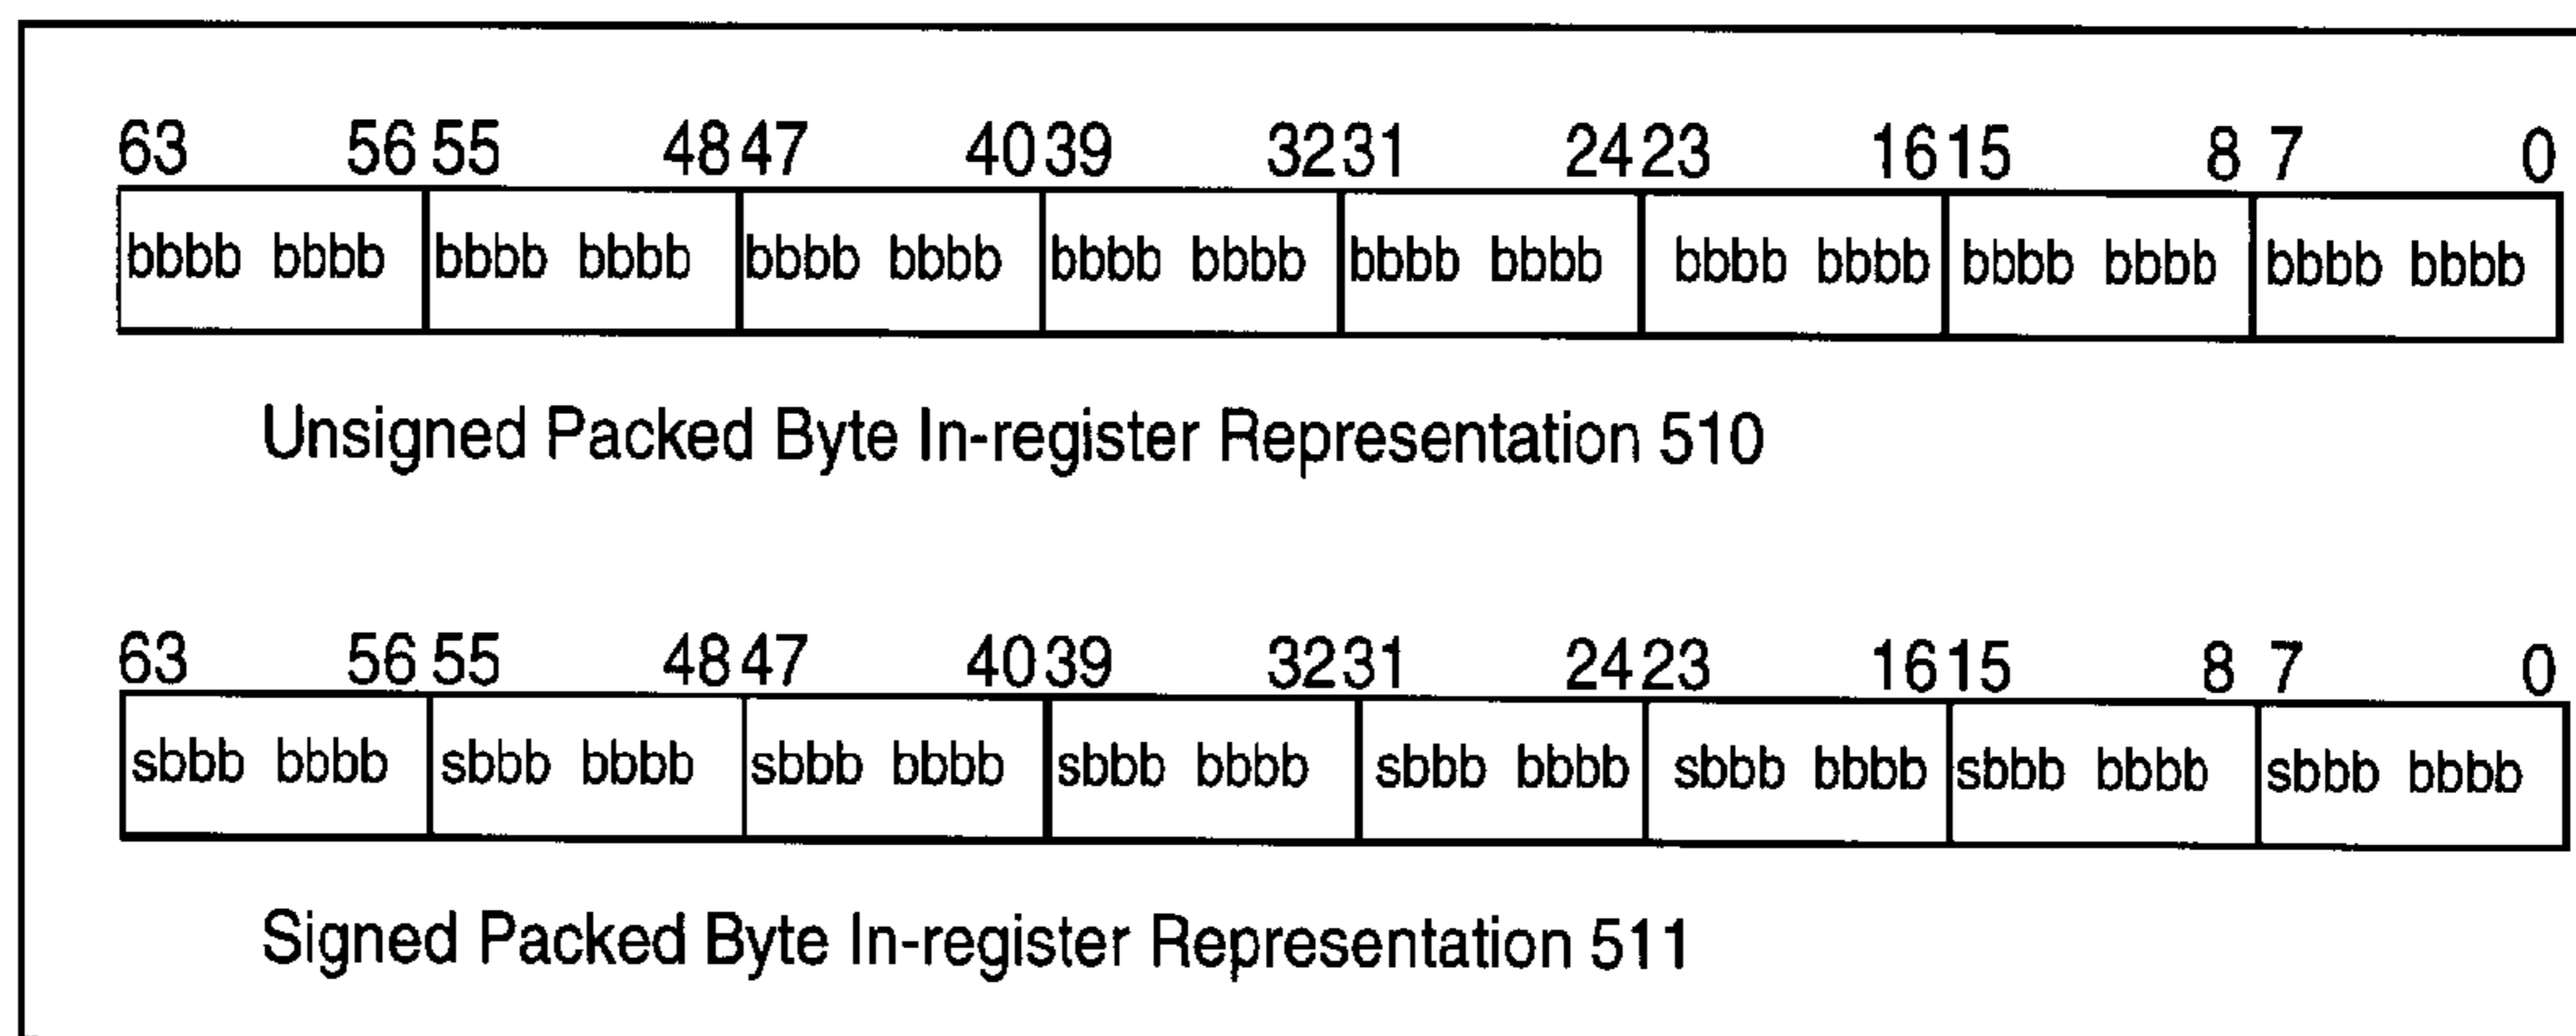 63 56 55 48 47 40 39 32 31 24 23 16 15 8 7 0
bbbb bbbb bbbb bbbb bbbb bbbb bbbb bbbb bbbb bbbb bbbb bbbb bbbb bbbb bbbb bbbb
Unsigned Packed Byte In-register Representation 510
63 56 55 48 47 40 39 32 31 24 23 16 15 8 7 0
sbbb bbbb sbbb bbbb sbbb bbbb sbbb bbbb sbbb bbbb sbbb bbbb sbbb bbbb sbbb bbbb
Signed Packed Byte In-register Representation 511